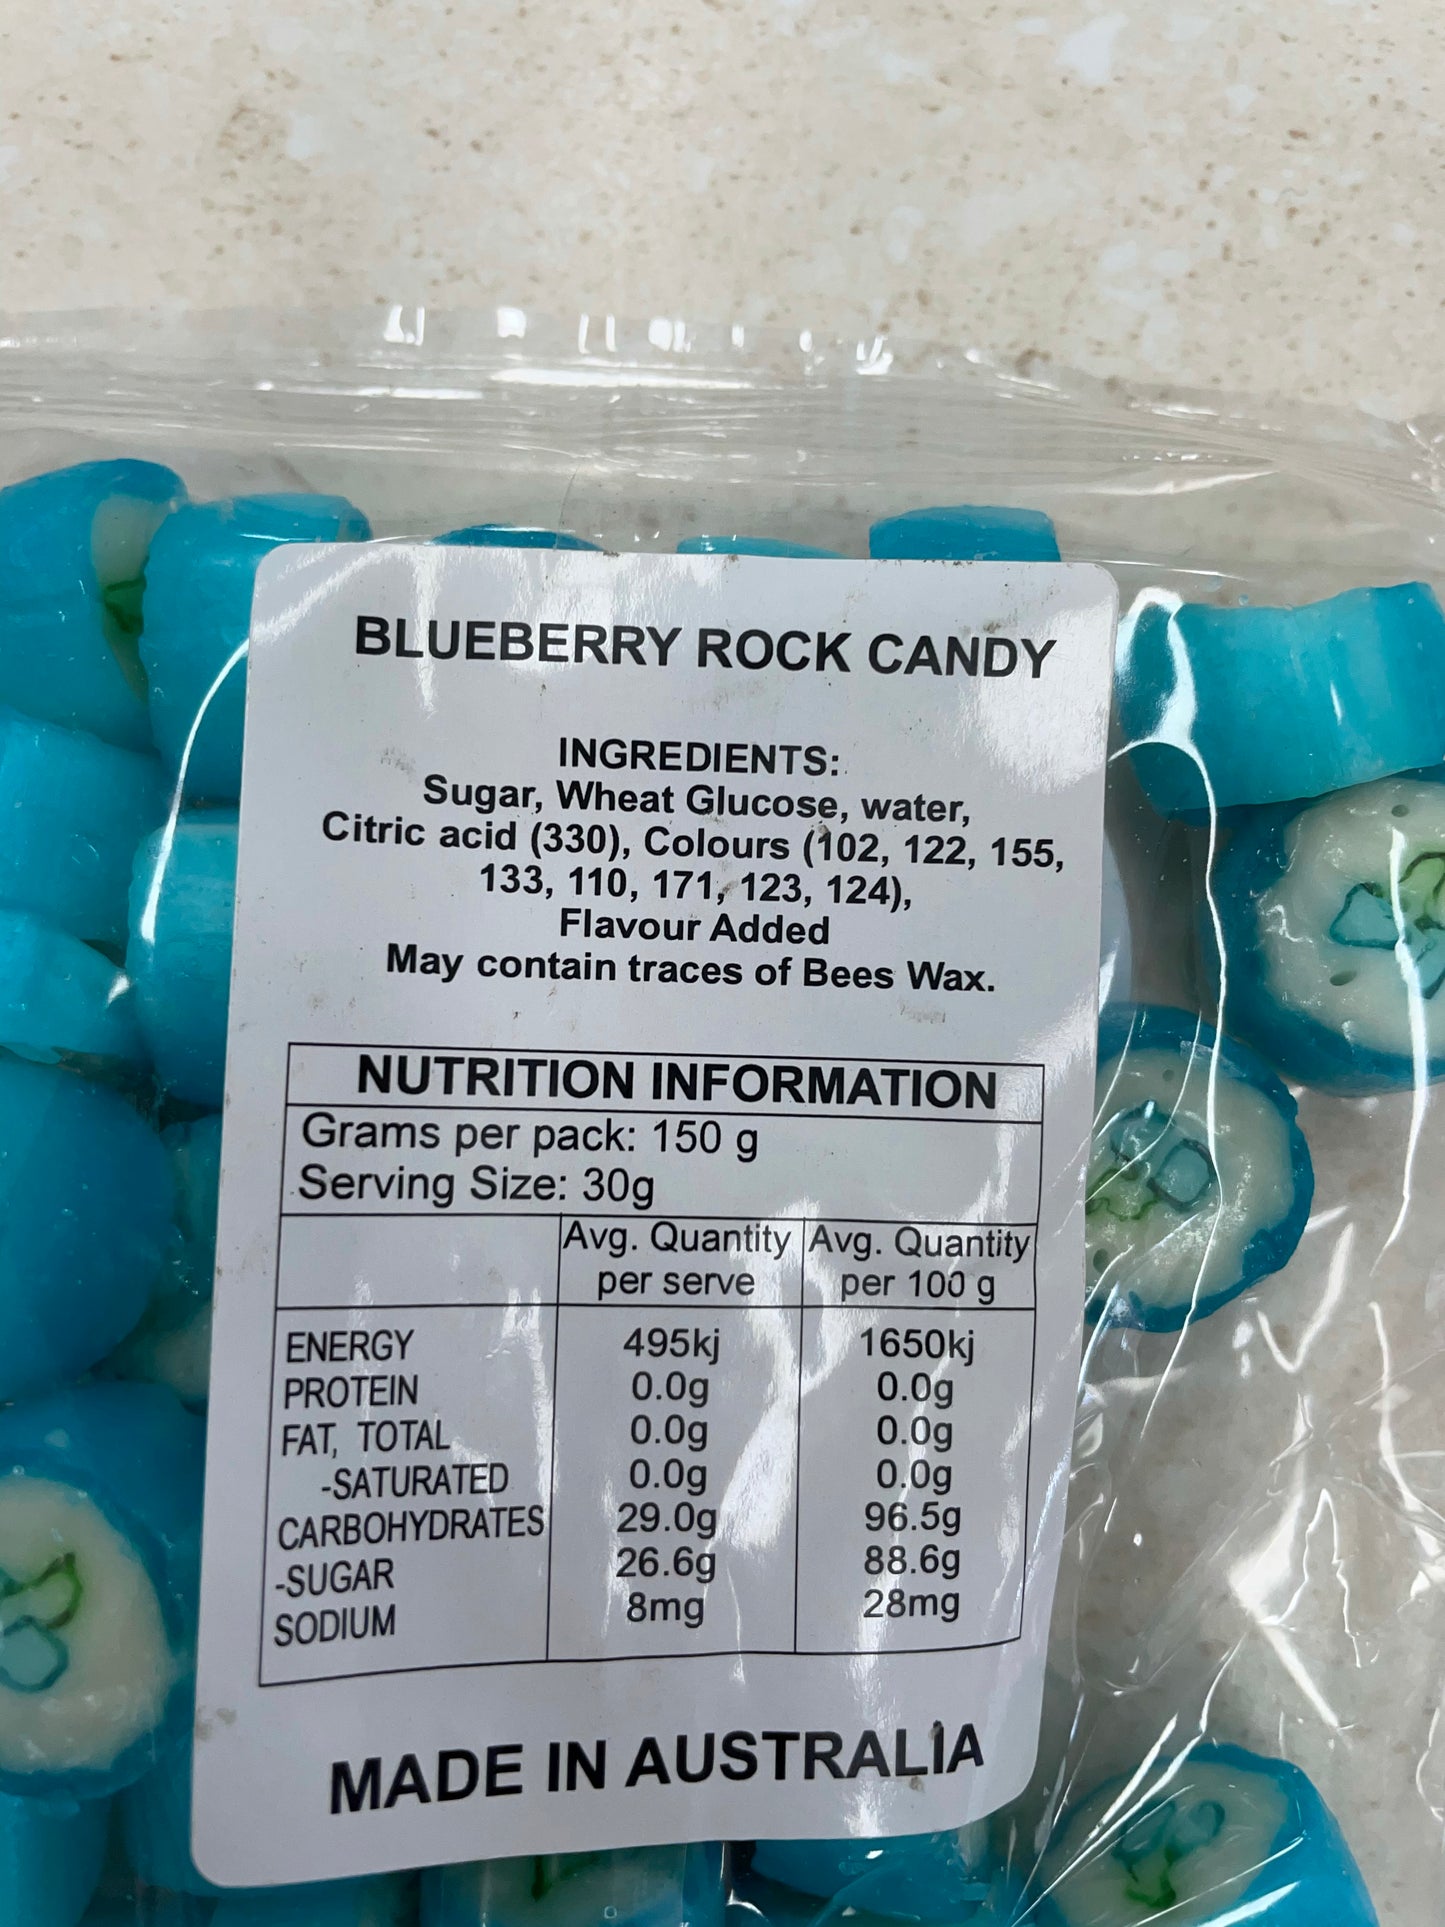 BLUEBERRY ROCK CANDY
INGREDIENTS:
Sugar, Wheat Glucose, water,
Citric acid (330), Colours (102, 122, 155,
133, 110, 171, 123, 124),
Flavour Added
May contain traces of Bees Wax.
NUTRITION INFORMATION
Grams per pack: 150 g
Serving Size: 30g
Avg. Quantity Avg. Quantity
per serve per 100 g
ENERGY 495kj 1650kj
PROTEIN 0.0g 0.0g
FAT, TOTAL 0.0g 0.0g
-SATURATED 0.0g 0.0g
CARBOHYDRATES 29.0g 96.5g
-SUGAR 26.6g 88.6g
SODIUM 8mg 28mg
MADE IN AUSTRALIA